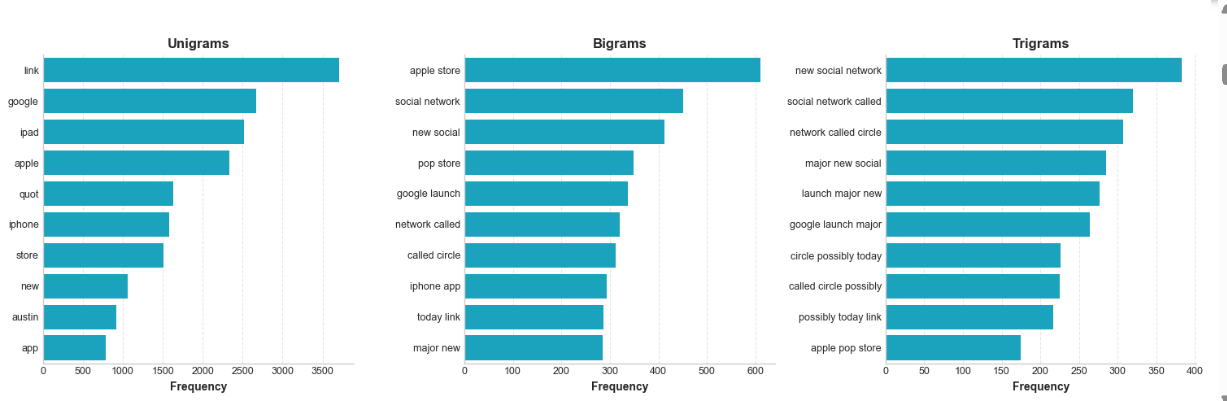 Unigrams
link
google
ipad
apple
quot
iphone
store
new
austin
app
0 500 1000 1500 2000 2500 3000 3500
Frequency
Bigrams
apple store
social network
new social
pop store
google launch
network called
called circle
iphone app
today link
major new
0 100 200 300 400 500 600
Frequency
Trigrams
new social network
social network called
network called circle
major new social
launch major new
google launch major
circle possibly today
called circle possibly
possibly today link
apple pop store
0 50 100 150 200 250 300 350 400
Frequency